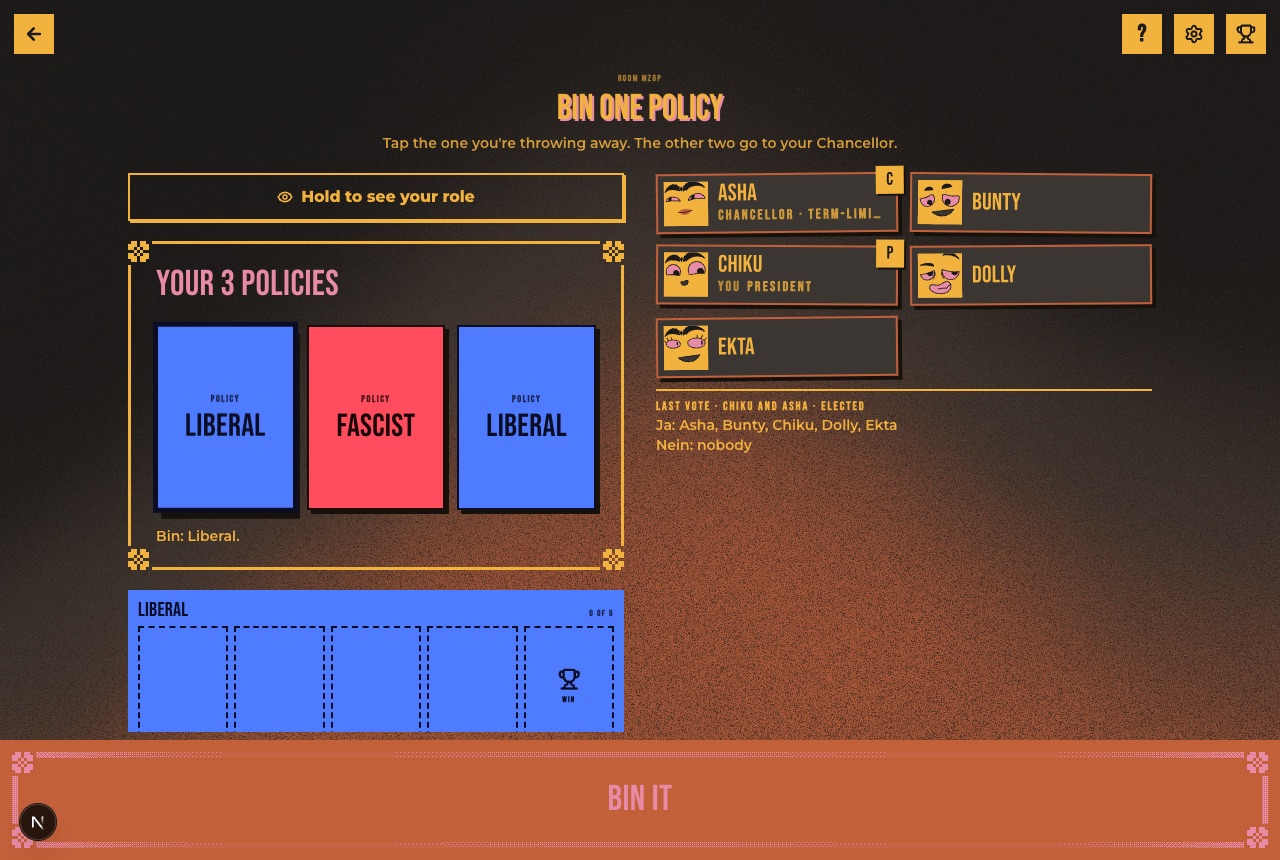 ?
ROOM MZ0P
BIN ONE POLICY
Tap the one you're throwing away. The other two go to your Chancellor.
Hold to see your role
YOUR 3 POLICIES
POLICY
LIBERAL
POLICY
FASCIST
POLICY
LIBERAL
Bin: Liberal.
LIBERAL
0 OF 5
WIN
ASHA
CHANCELLOR · TERM-LIMI…
C
BUNTY
CHIKU
YOU PRESIDENT
P
DOLLY
EKTA
LAST VOTE · CHIKU AND ASHA · ELECTED
Ja: Asha, Bunty, Chiku, Dolly, Ekta
Nein: nobody
BIN IT
N